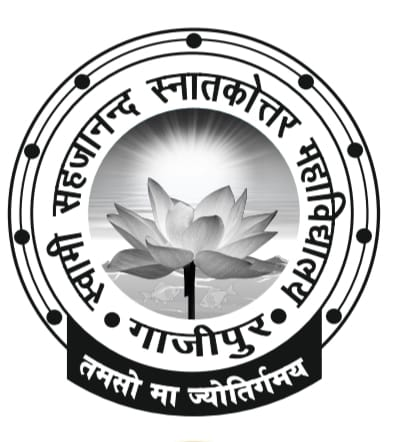 स्वामी सहजानन्द स्नातकोत्तर महाविद्यालय
गाजीपुर
तमसो मा ज्योतिर्गमय